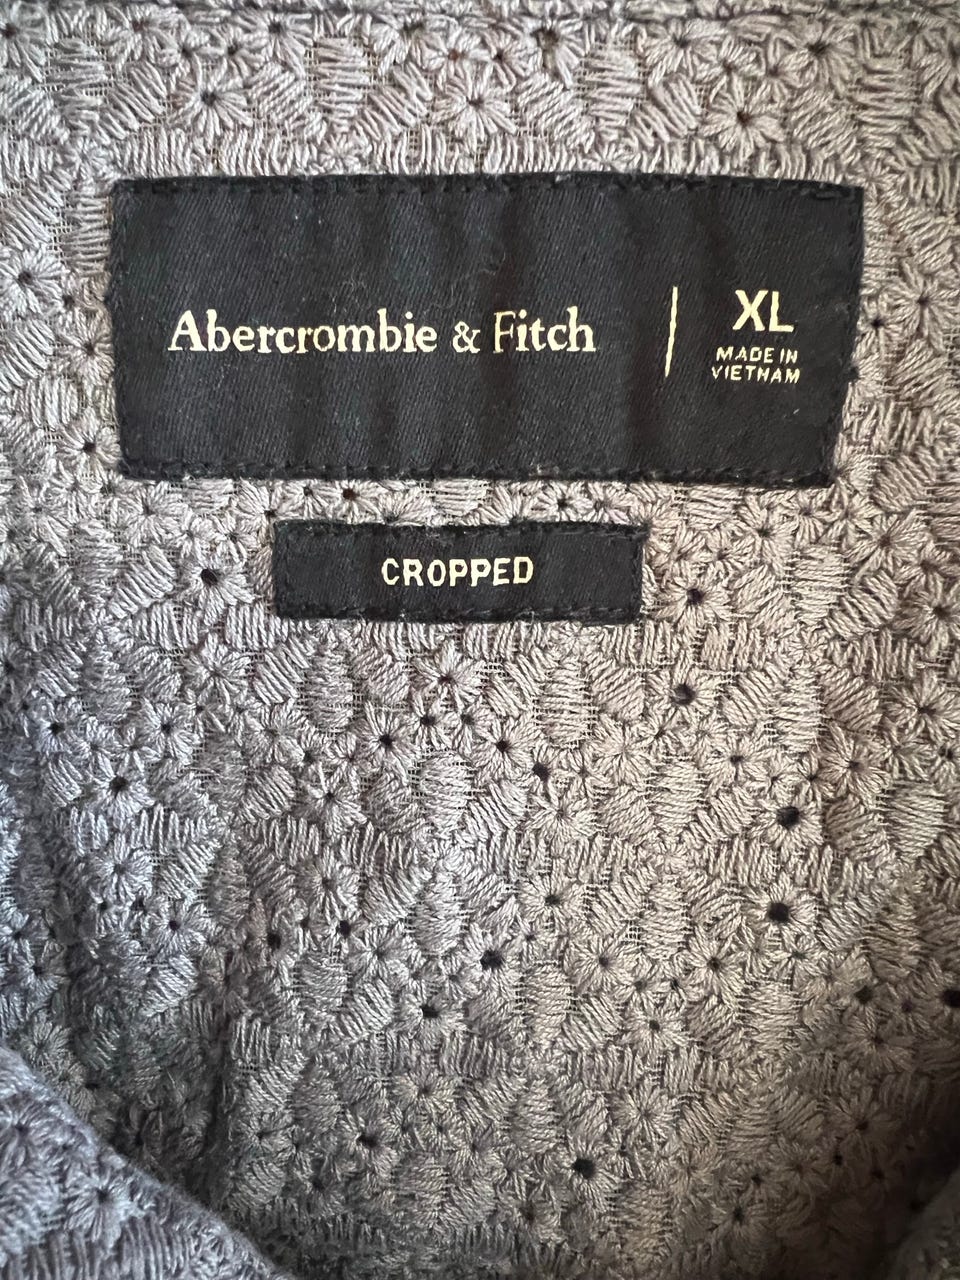 Abercrombie & Fitch
XL
MADE IN
VIETNAM
CROPPED